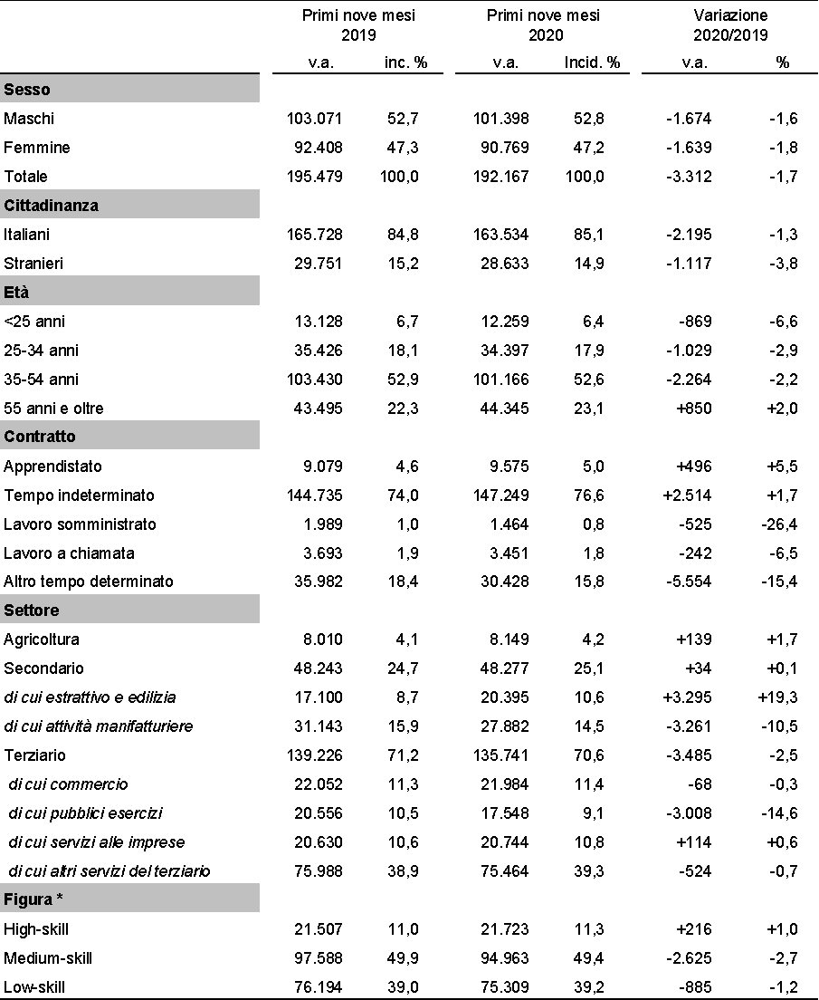 Primi nove mesi 2019 Primi nove mesi 2020 Variazione 2020/2019
v.a. inc. % v.a. Incid. % v.a. %
Sesso
Maschi 103.071 52,7 101.398 52,8 -1.674 -1,6
Femmine 92.408 47,3 90.769 47,2 -1.639 -1,8
Totale 195.479 100,0 192.167 100,0 -3.312 -1,7
Cittadinanza
Italiani 165.728 84,8 163.534 85,1 -2.195 -1,3
Stranieri 29.751 15,2 28.633 14,9 -1.117 -3,8
Età
<25 anni 13.128 6,7 12.259 6,4 -869 -6,6
25-34 anni 35.426 18,1 34.397 17,9 -1.029 -2,9
35-54 anni 103.430 52,9 101.166 52,6 -2.264 -2,2
55 anni e oltre 43.495 22,3 44.345 23,1 +850 +2,0
Contratto
Apprendistato 9.079 4,6 9.575 5,0 +496 +5,5
Tempo indeterminato 144.735 74,0 147.249 76,6 +2.514 +1,7
Lavoro somministrato 1.989 1,0 1.464 0,8 -525 -26,4
Lavoro a chiamata 3.693 1,9 3.451 1,8 -242 -6,5
Altro tempo determinato 35.982 18,4 30.428 15,8 -5.554 -15,4
Settore
Agricoltura 8.010 4,1 8.149 4,2 +139 +1,7
Secondario 48.243 24,7 48.277 25,1 +34 +0,1
di cui estrattivo e edilizia 17.100 8,7 20.395 10,6 +3.295 +19,3
di cui attività manifatturiere 31.143 15,9 27.882 14,5 -3.261 -10,5
Terziario 139.226 71,2 135.741 70,6 -3.485 -2,5
di cui commercio 22.052 11,3 21.984 11,4 -68 -0,3
di cui pubblici esercizi 20.556 10,5 17.548 9,1 -3.008 -14,6
di cui servizi alle imprese 20.630 10,6 20.744 10,8 +114 +0,6
di cui altri servizi del terziario 75.988 38,9 75.464 39,3 -524 -0,7
Figura *
High-skill 21.507 11,0 21.723 11,3 +216 +1,0
Medium-skill 97.588 49,9 94.963 49,4 -2.625 -2,7
Low-skill 76.194 39,0 75.309 39,2 -885 -1,2